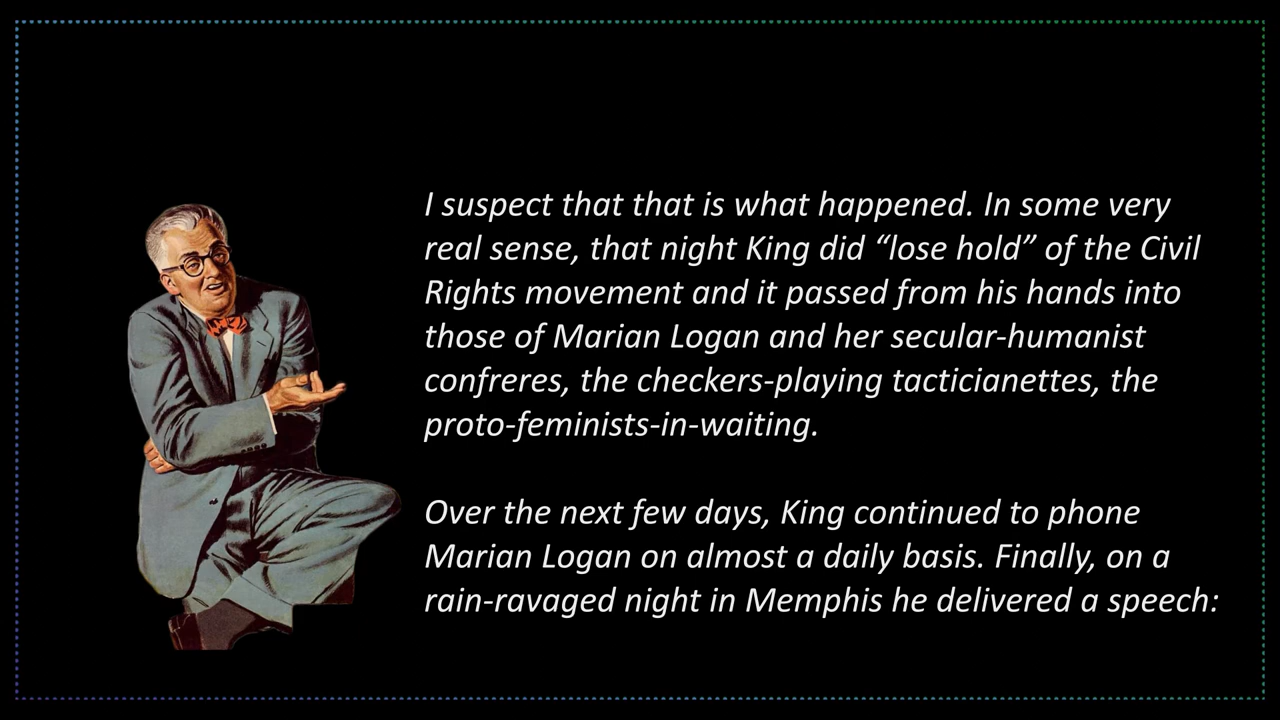 I suspect that that is what happened. In some very
real sense, that night King did “lose hold” of the Civil
Rights movement and it passed from his hands into
those of Marian Logan and her secular-humanist
confreres, the checkers-playing tacticianettes, the
proto-feminists-in-waiting.
Over the next few days, King continued to phone
Marian Logan on almost a daily basis. Finally, on a
rain-ravaged night in Memphis he delivered a speech: